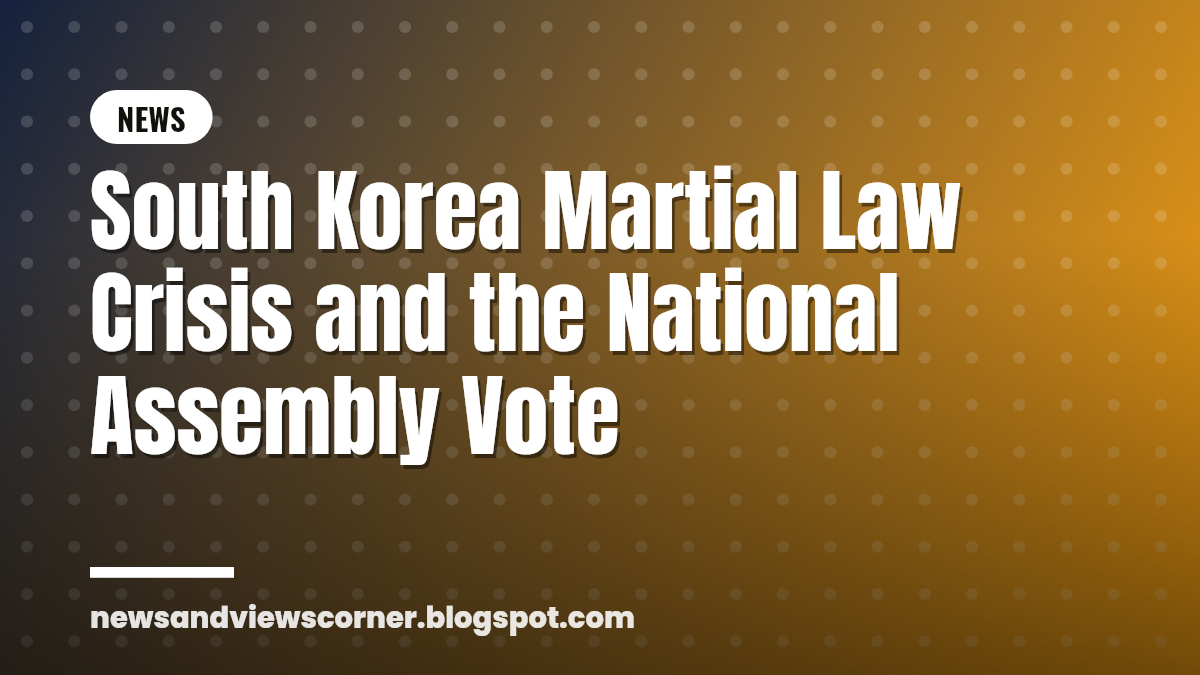 NEWS
South Korea Martial Law
Crisis and the National
Assembly Vote
newsandviewscorner.blogspot.com